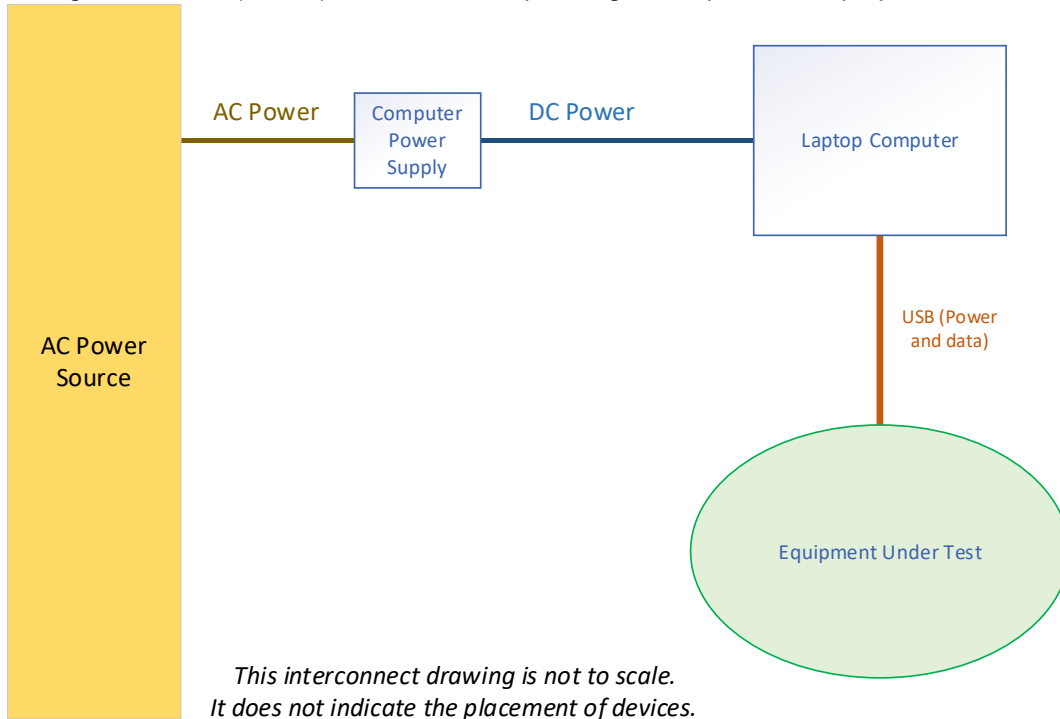 AC Power
Computer
Power
Supply
DC Power
Laptop Computer
USB (Power
and data)
AC Power
Source
Equipment Under Test
This interconnect drawing is not to scale.
It does not indicate the placement of devices.